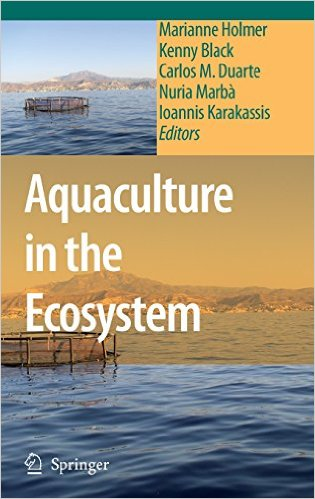 Marianne Holmer
Kenny Black
Carlos M. Duarte
Nuria Marbà
Ioannis Karakassis
Editors
Aquaculture
in the
Ecosystem
Springer